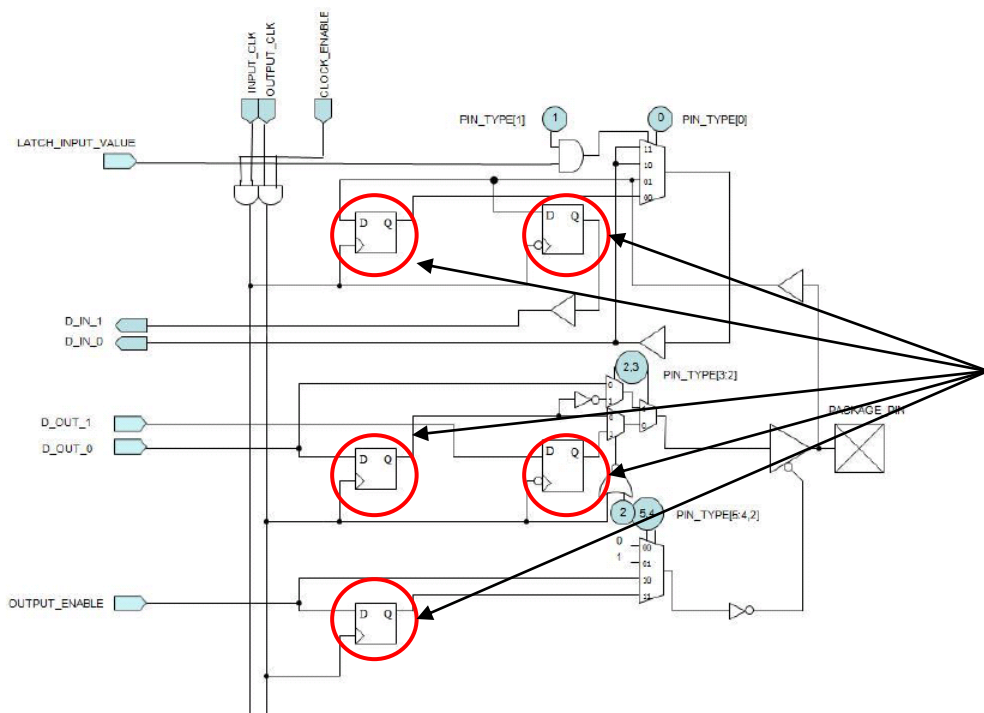 INPUT_CLK
OUTPUT_CLK
CLOCK_ENABLE
PIN_TYPE[1]
1
0
PIN_TYPE[0]
LATCH_INPUT_VALUE
11
10
01
00
D Q
D Q
D_IN_1
D_IN_0
2,3
PIN_TYPE[3:2]
0
1
PACKAGE_PIN
D_OUT_1
D_OUT_0
0
D Q
D Q
2
5,4
PIN_TYPE[5:4,2]
0
1
00
01
10
11
OUTPUT_ENABLE
D Q